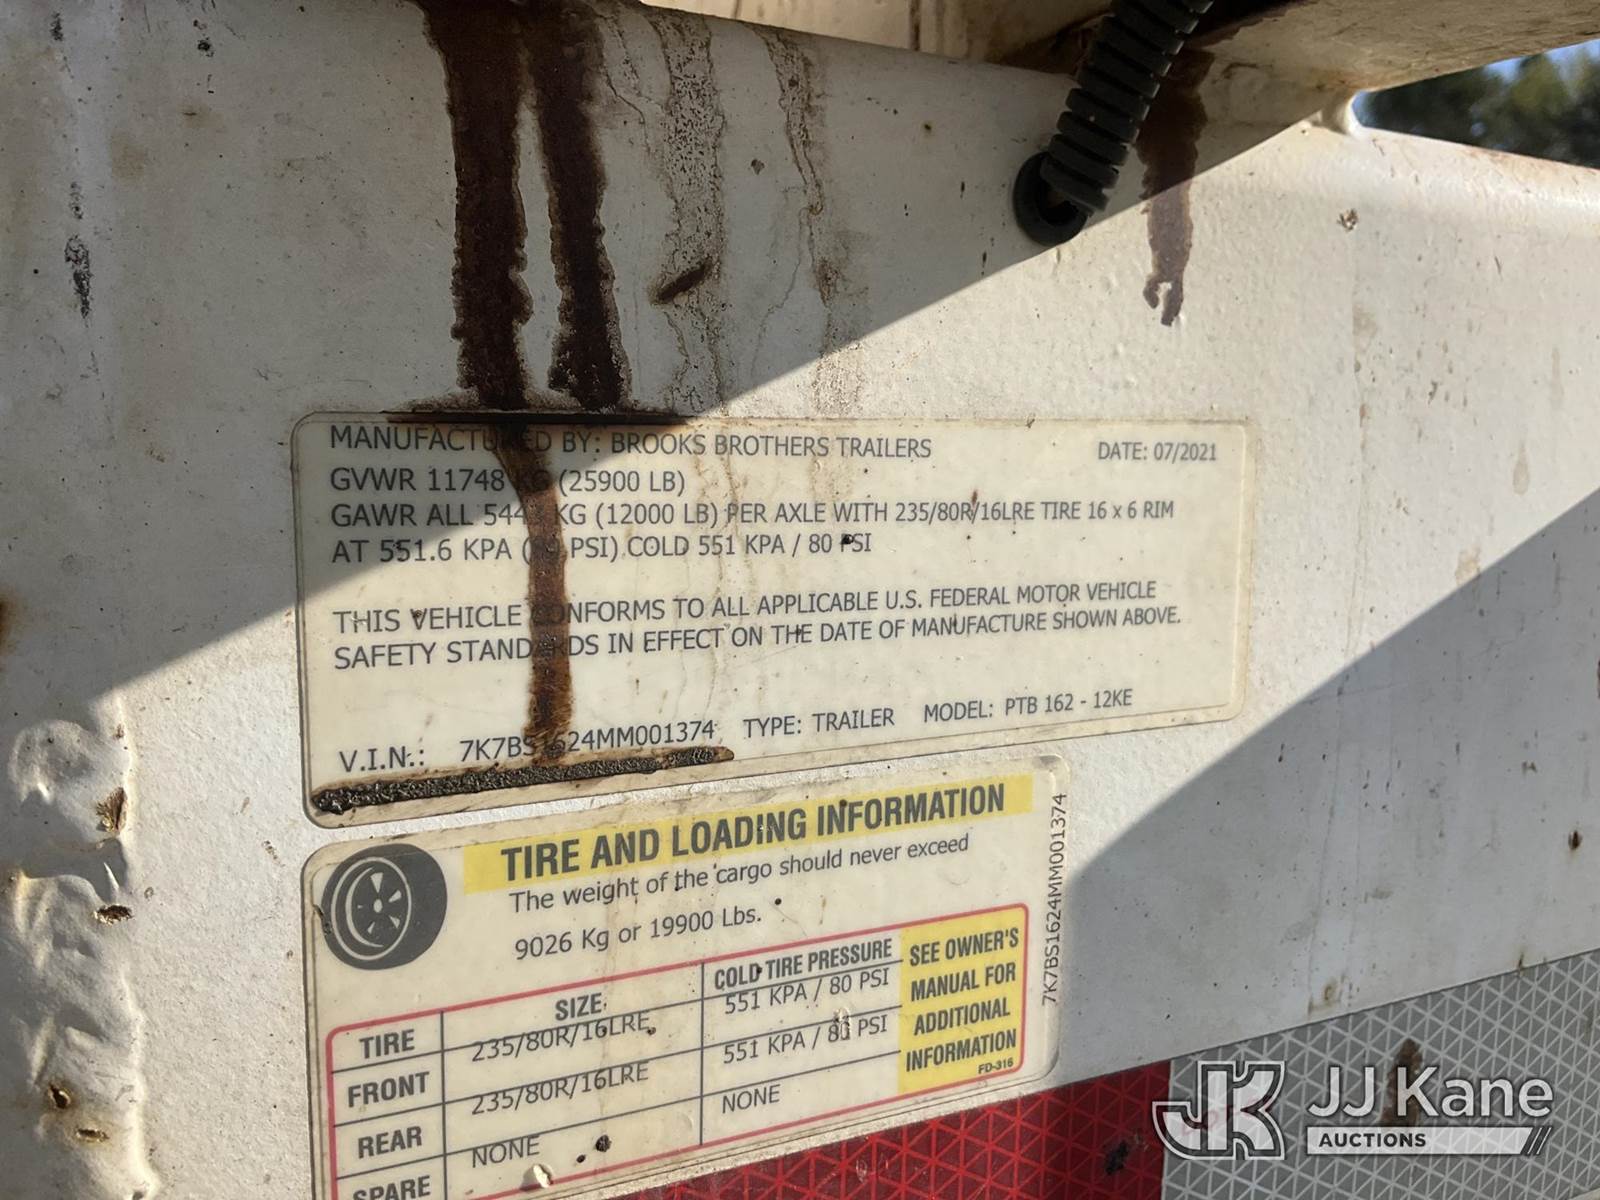 MANUFACTURED BY: BROOKS BROTHERS TRAILERS DATE: 07/2021
GVWR 11748 KG (25900 LB)
GAWR ALL KG (12000 LB) PER AXLE WITH 235/80R/16LRE TIRE 16 x 6 RIM
AT 551.6 KPA PSI) COLD 551 KPA / 80 PSI
THIS VEHICLE CONFORMS TO ALL APPLICABLE U.S. FEDERAL MOTOR VEHICLE
SAFETY STANDARDS IN EFFECT ON THE DATE OF MANUFACTURE SHOWN ABOVE.
V.I.N.: 7K7BS1624MM001374 TYPE: TRAILER MODEL: PTB 162 - 12KE
TIRE AND LOADING INFORMATION
The weight of the cargo should never exceed
9026 Kg or 19900 Lbs.
TIRE SIZE COLD TIRE PRESSURE
FRONT 235/80R/16LRE 551 KPA / 80 PSI
REAR 235/80R/16LRE 551 KPA / 80 PSI
SPARE NONE NONE
SEE OWNER'S
MANUAL FOR
ADDITIONAL
INFORMATION
FD-316
7K7BS1624MM001374
JK JJ Kane
AUCTIONS